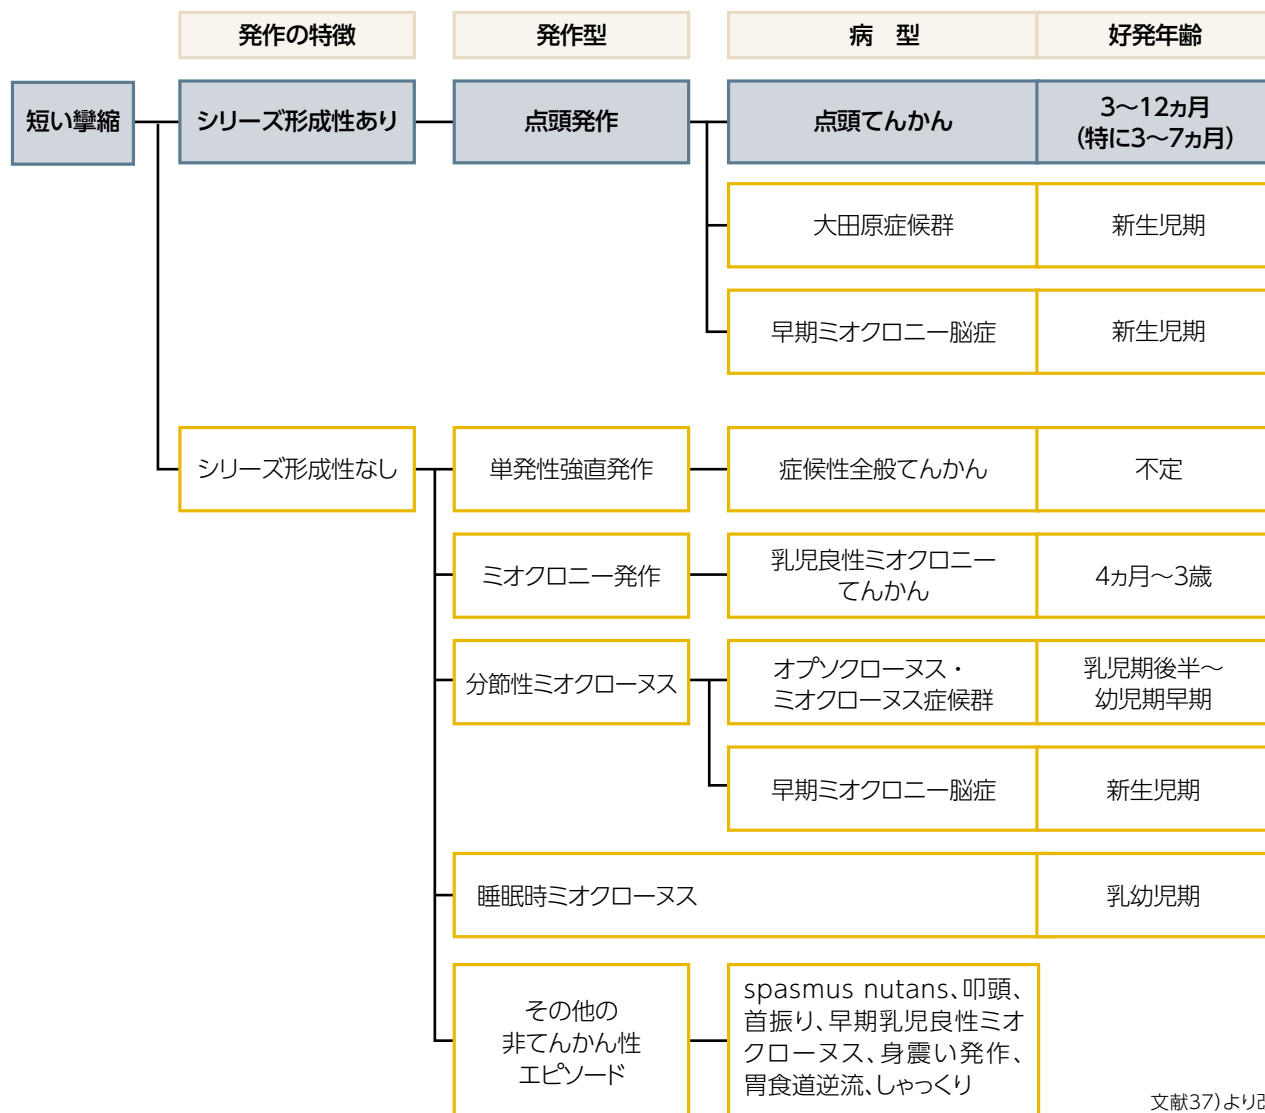 発作の特徴
発作型
病 型
好発年齢
短い攣縮
シリーズ形成性あり
点頭発作
点頭てんかん
3～12ヵ月
(特に3～7ヵ月)
大田原症候群
新生児期
早期ミオクロニー脳症
新生児期
シリーズ形成性なし
単発性強直発作
症候性全般てんかん
不定
ミオクロニー発作
乳児良性ミオクロニー
てんかん
4ヵ月～3歳
分節性ミオクローヌス
オプソクローヌス・
ミオクローヌス症候群
乳児期後半～
幼児期早期
早期ミオクロニー脳症
新生児期
睡眠時ミオクローヌス
乳幼児期
その他の
非てんかん性
エピソード
spasmus nutans、叩頭、
首振り、早期乳児良性ミオ
クローヌス、身震い発作、
胃食道逆流、しゃっくり
文献37)より改